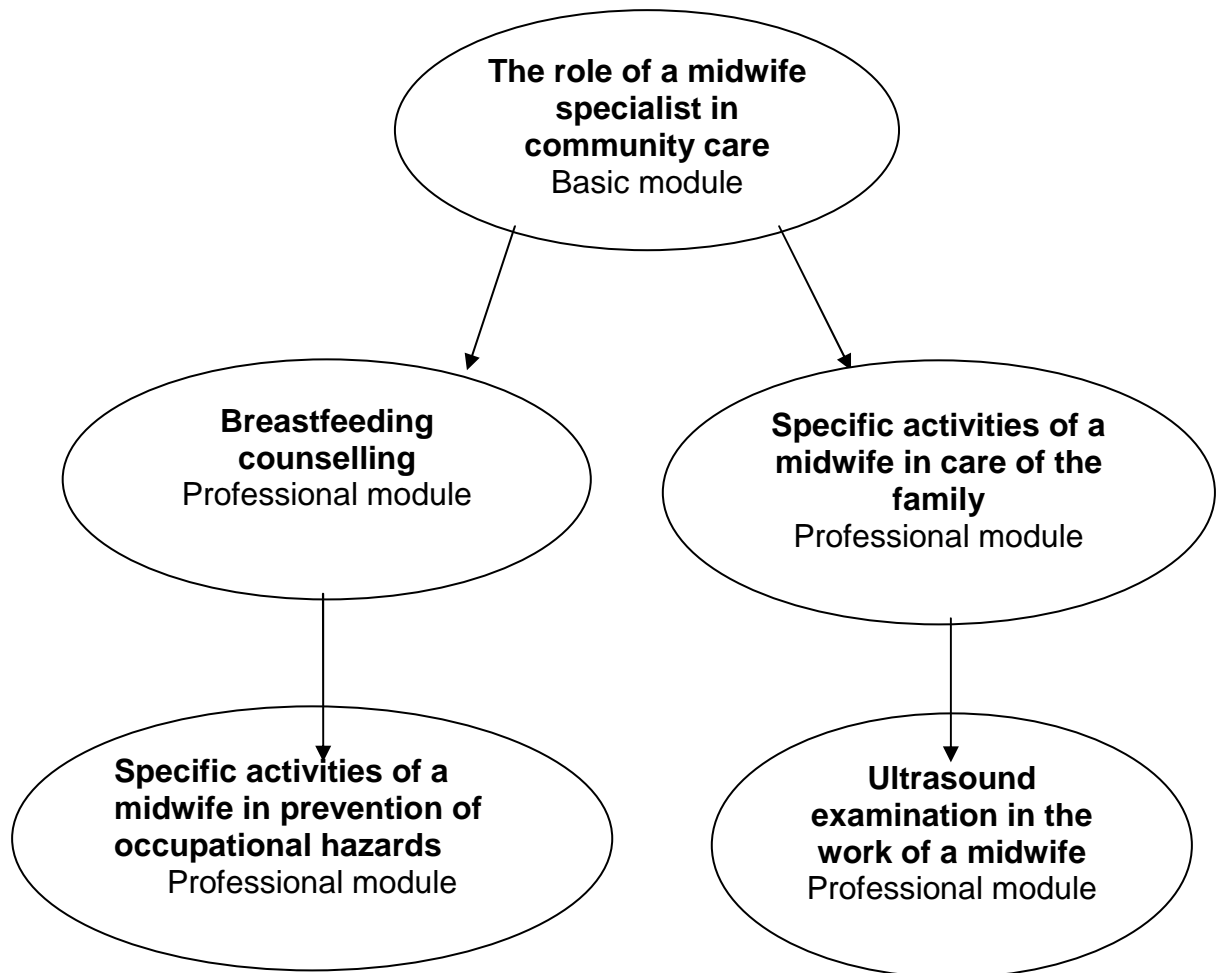 The role of a midwife
specialist in
community care
Basic module
Breastfeeding
counselling
Professional module
Specific activities of a
midwife in care of the
family
Professional module
Specific activities of a
midwife in prevention of
occupational hazards
Professional module
Ultrasound
examination in the
work of a midwife
Professional module